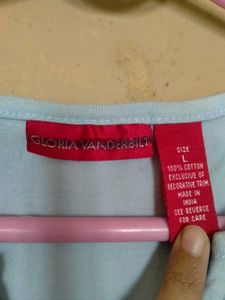 GLORIA VANDERBILT
SIZE
L
100% COTTON
EXCLUSIVE OF
DECORATIVE TRIM
MADE IN
INDIA
SEE REVERSE
FOR CARE